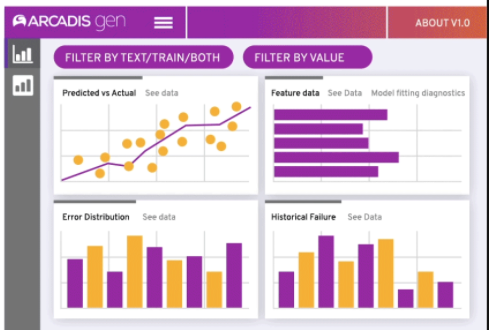 ARCADIS gen
ABOUT V1.0
FILTER BY TEXT/TRAIN/BOTH
FILTER BY VALUE
Predicted vs Actual See data
Feature data See Data Model fitting diagnostics
Error Distribution See data
Historical Failure See Data